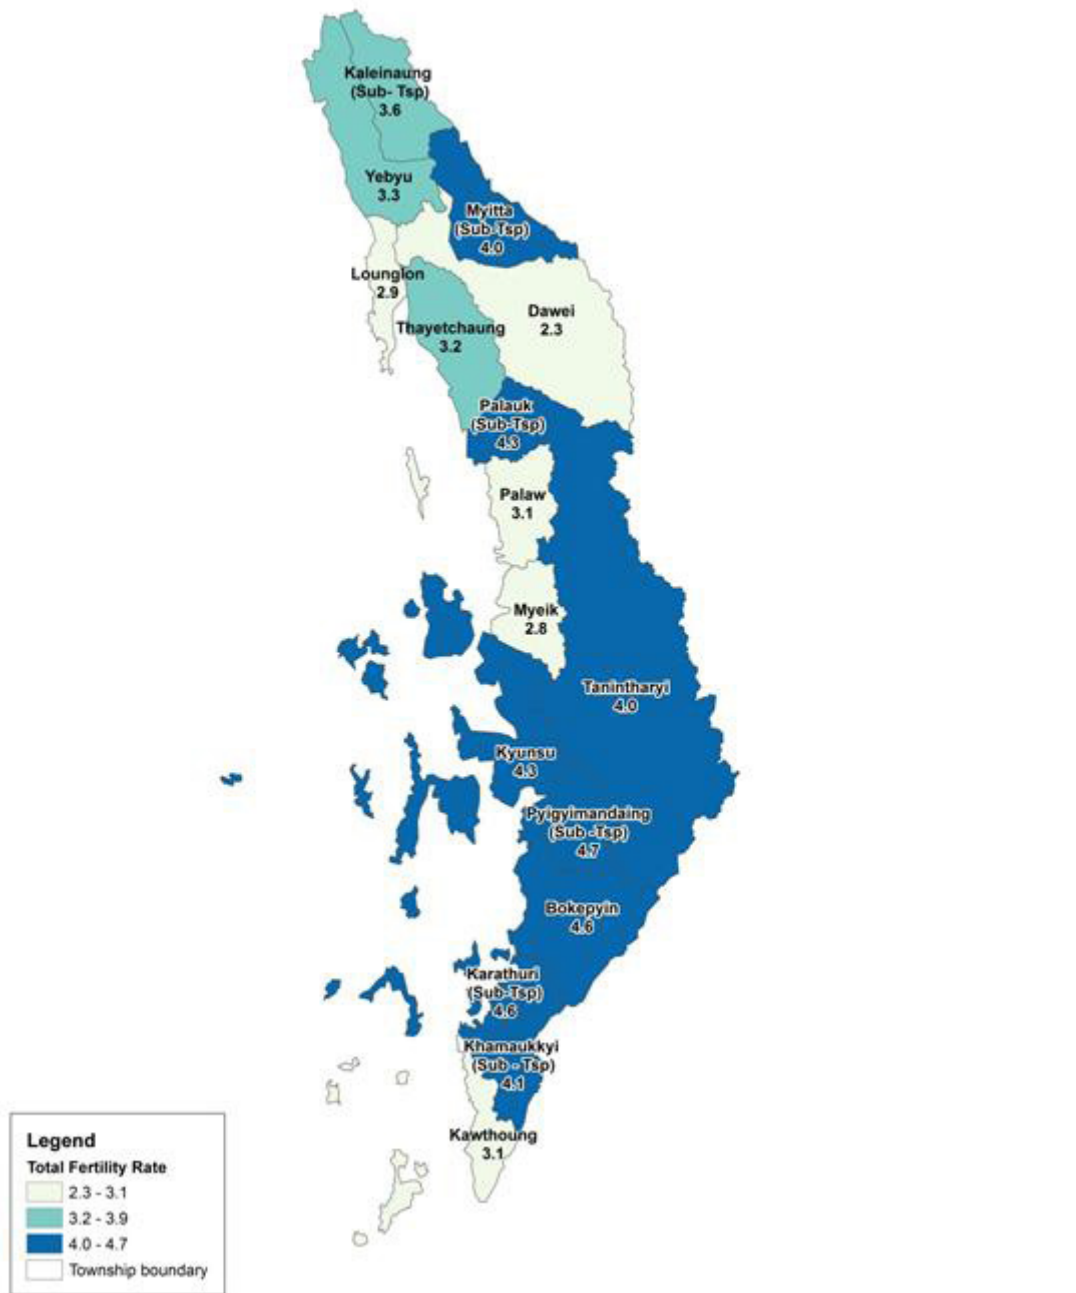 Kaleinaung
(Sub- Tsp)
3.6
Yebyu
3.3
Myitta
(Sub-Tsp)
4.0
Launglon
2.9
Dawei
2.3
Thayetchaung
3.2
Palauk
(Sub-Tsp)
4.3
Palaw
3.1
Myeik
2.8
Tanintharyi
4.0
Kyunsu
4.3
Pyigyimandaing
(Sub -Tsp)
4.7
Bokepyin
4.6
Karathuri
(Sub-Tsp)
4.6
Khamaukkyi
(Sub - Tsp)
4.1
Kawthoung
3.1
Legend
Total Fertility Rate
2.3 - 3.1
3.2 - 3.9
4.0 - 4.7
Township boundary